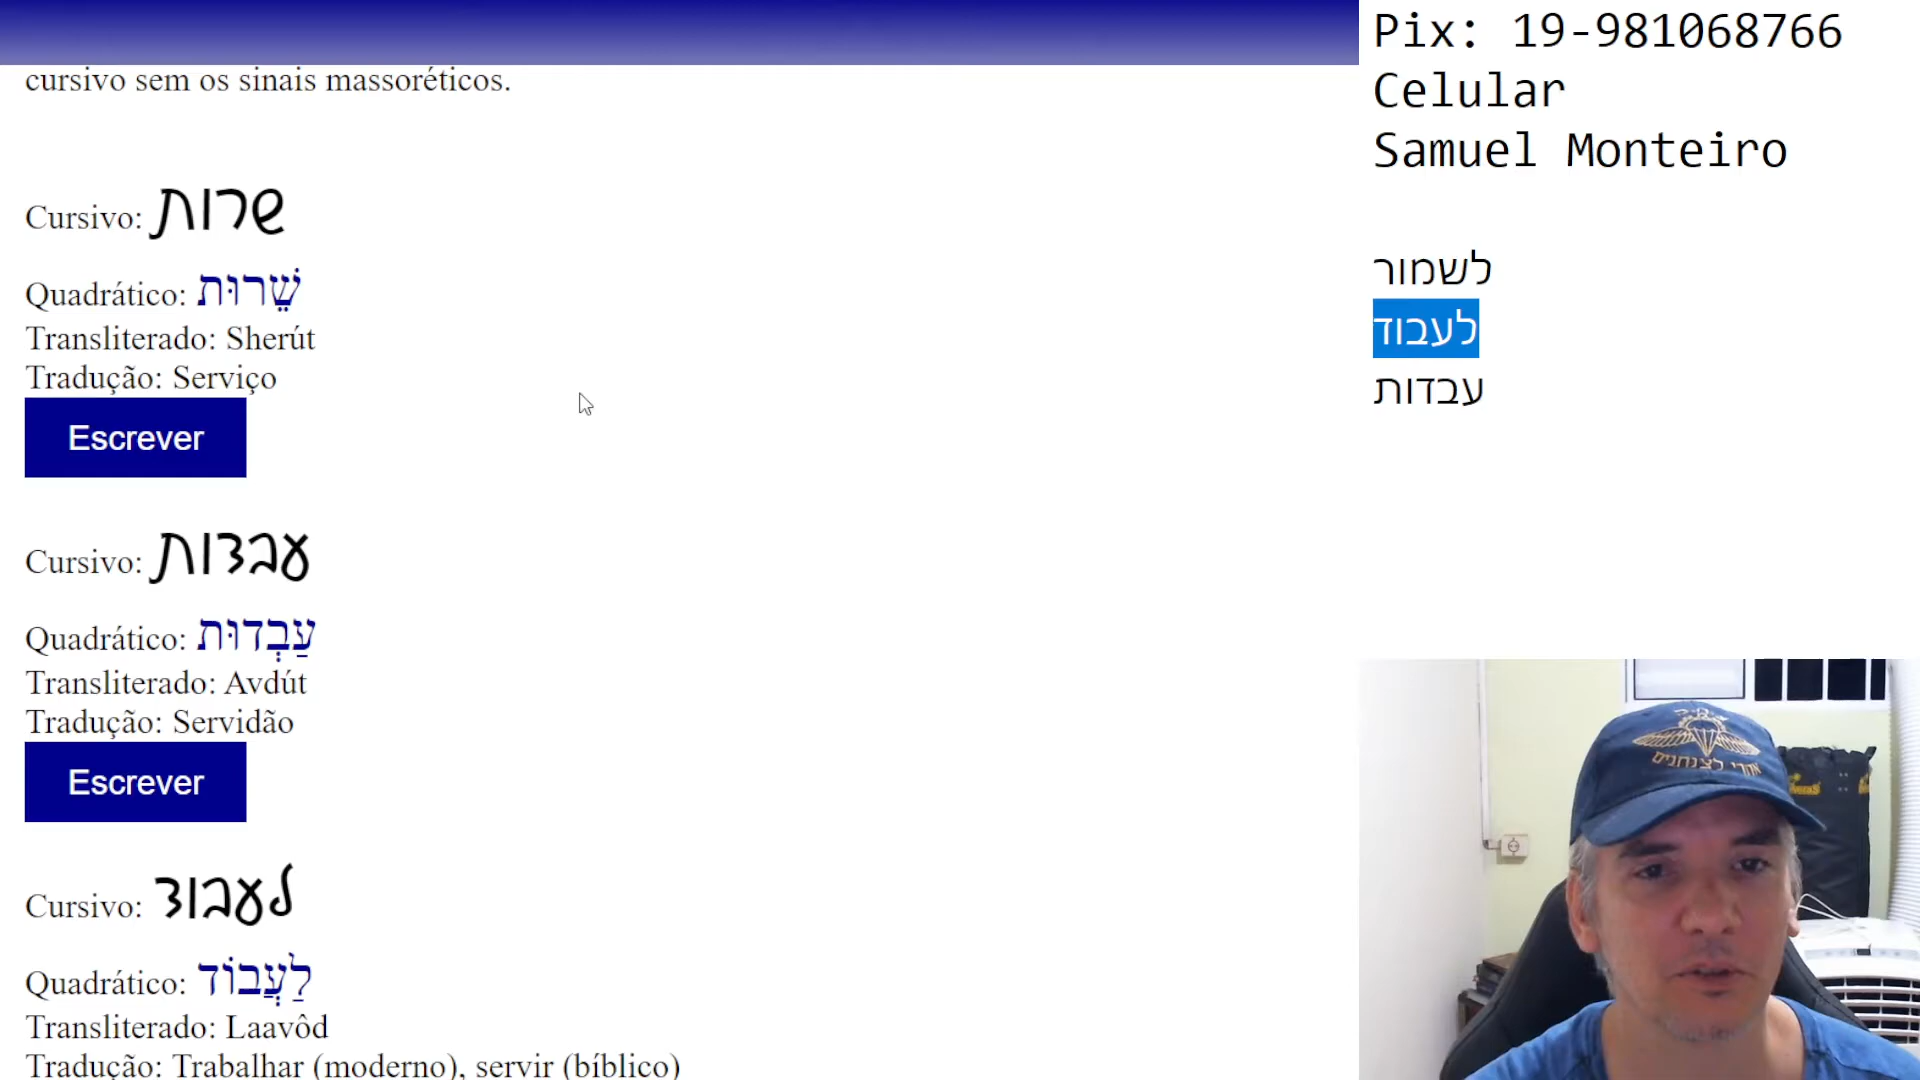 cursivo sem os sinais massoréticos.
Cursivo: שרות
Quadrático: שֵׁרוּת
Transliterado: Sherút
Tradução: Serviço
Escrever
Cursivo: עבדות
Quadrático: עַבְדוּת
Transliterado: Avdút
Tradução: Servidão
Escrever
Cursivo: לעבוד
Quadrático: לַעֲבוֹד
Transliterado: Laavôd
Tradução: Trabalhar (moderno), servir (bíblico)
Pix: 19-981068766
Celular
Samuel Monteiro
לשמור
לעבוד
עבדות
אחרי לצנחנים